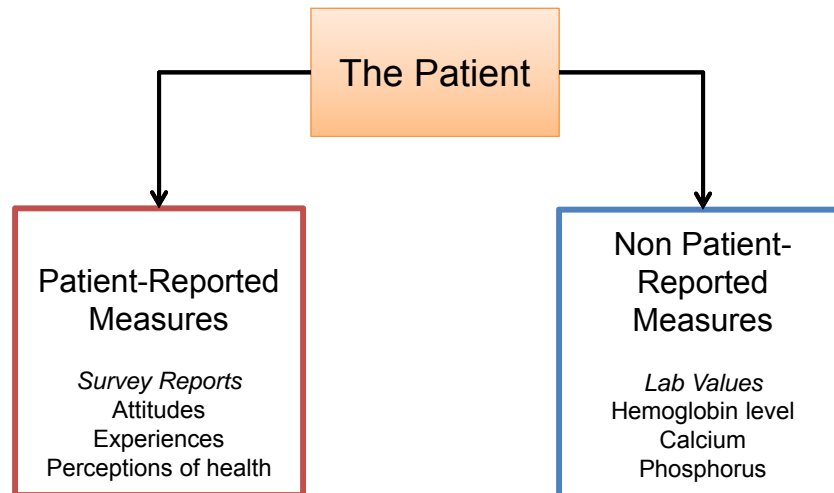 The Patient
Patient-Reported
Measures
Survey Reports
Attitudes
Experiences
Perceptions of health
Non Patient-
Reported
Measures
Lab Values
Hemoglobin level
Calcium
Phosphorus